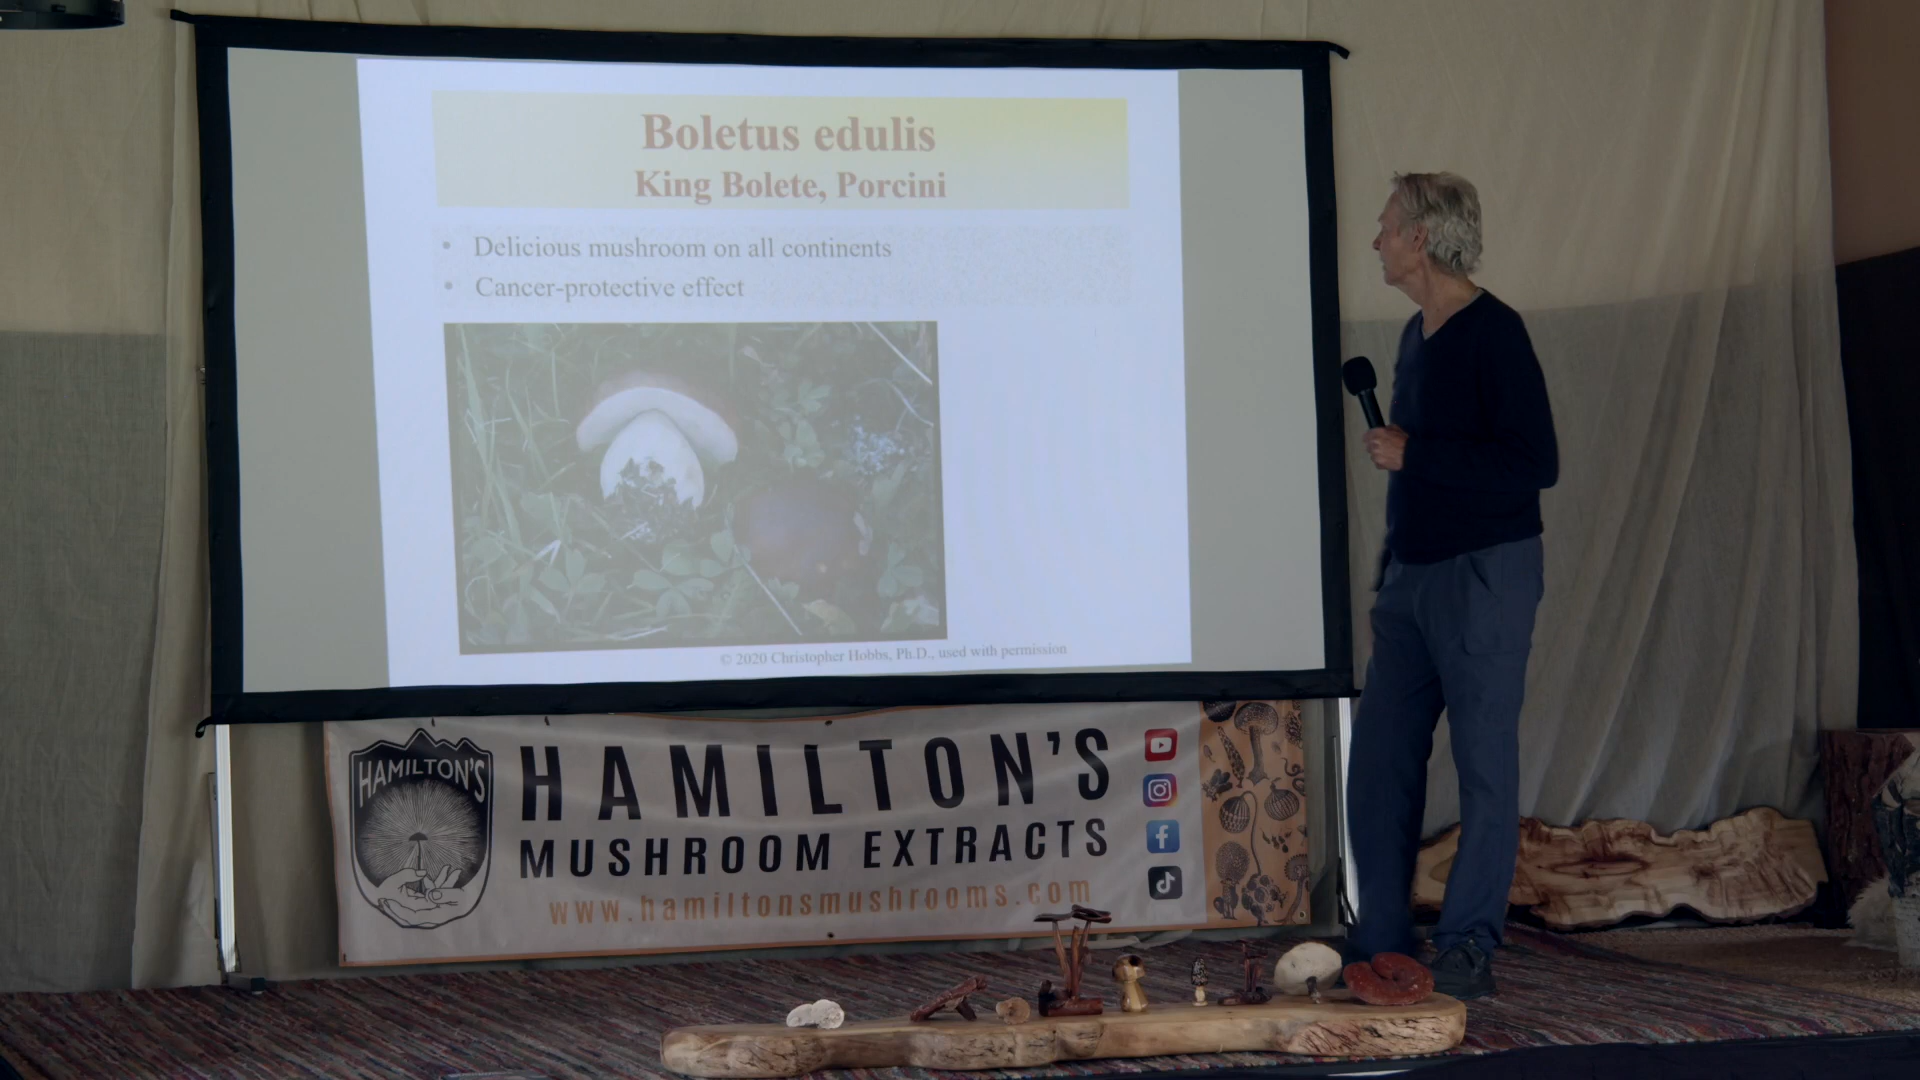 Boletus edulis
King Bolete, Porcini
• Delicious mushroom on all continents
• Cancer-protective effect
© 2020 Christopher Hobbs, Ph.D., used with permission
HAMILTON'S
HAMILTON'S
MUSHROOM EXTRACTS
www.hamiltonsmushrooms.com